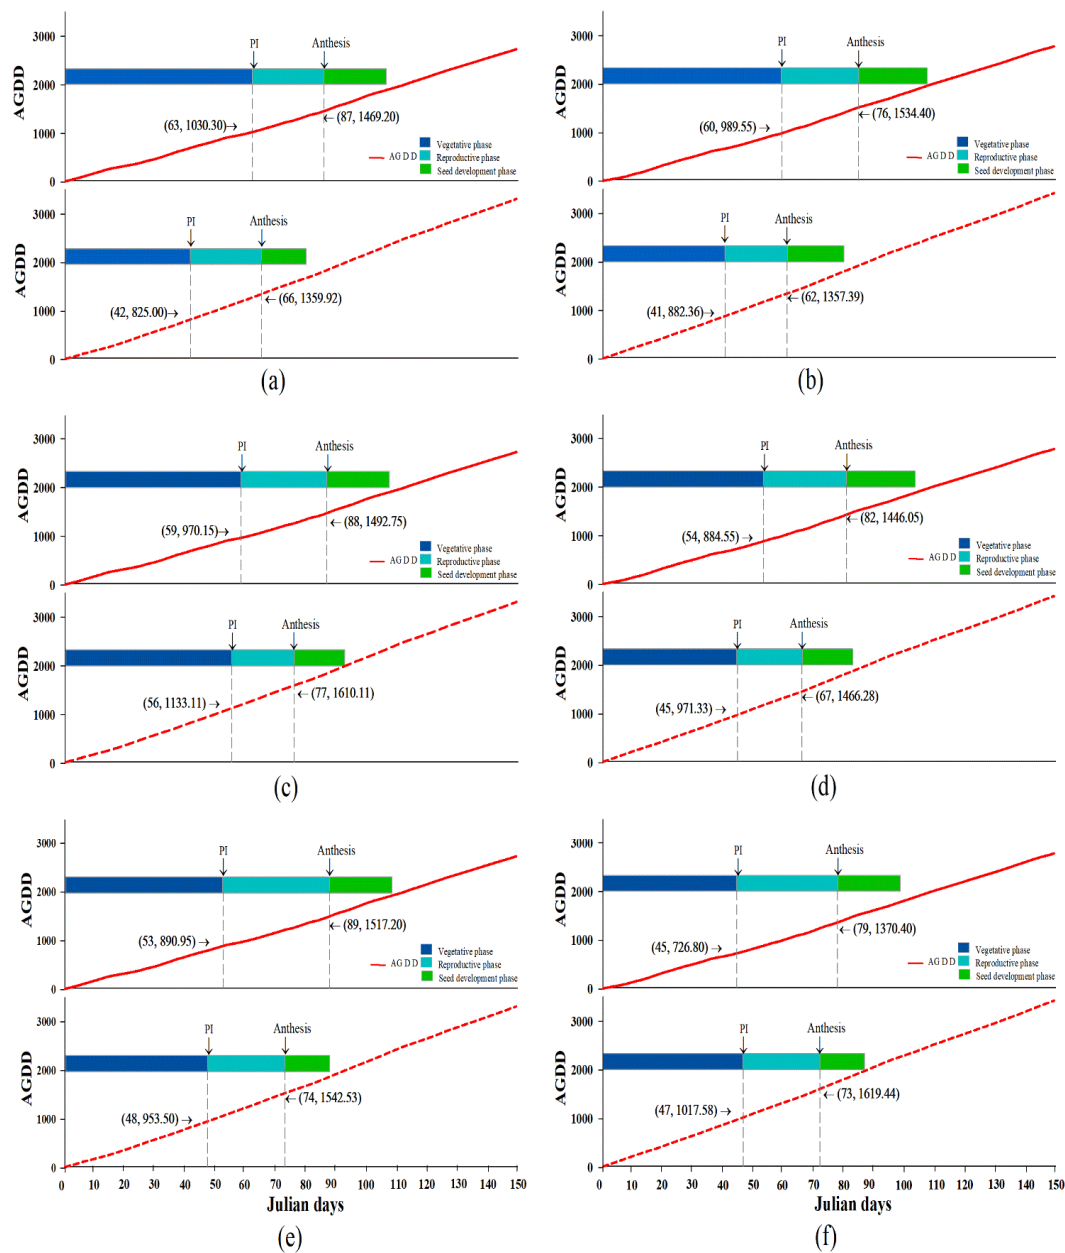 3000
PI
Anthesis
AGDD
2000
(63, 1030.30)→
←(87, 1469.20)
1000
Vegetative phase
AGDD
Reproductive phase
Seed development phase
0
3000
PI
Anthesis
AGDD
2000
(42, 825.00)→
←(66, 1359.92)
1000
0
(a)
3000
PI
Anthesis
AGDD
2000
(60, 989.55)→
←(76, 1534.40)
1000
Vegetative phase
AGDD
Reproductive phase
Seed development phase
0
3000
PI
Anthesis
AGDD
2000
(41, 882.36)→
←(62, 1357.39)
1000
0
(b)
3000
PI
Anthesis
AGDD
2000
(59, 970.15)→
←(88, 1492.75)
1000
Vegetative phase
AGDD
Reproductive phase
Seed development phase
0
3000
PI
Anthesis
AGDD
2000
(56, 1133.11)→
←(77, 1610.11)
1000
0
(c)
3000
PI
Anthesis
AGDD
2000
(54, 884.55)→
←(82, 1446.05)
1000
Vegetative phase
AGDD
Reproductive phase
Seed development phase
0
3000
PI
Anthesis
AGDD
2000
(45, 971.33)→
←(67, 1466.28)
1000
0
(d)
3000
PI
Anthesis
AGDD
2000
(53, 890.95)→
←(89, 1517.20)
1000
Vegetative phase
AGDD
Reproductive phase
Seed development phase
0
3000
PI
Anthesis
AGDD
2000
(48, 953.50)→
←(74, 1542.53)
1000
0
0 10 20 30 40 50 60 70 80 90 100 110 120 130 140 150
Julian days
(e)
3000
PI
Anthesis
AGDD
2000
(45, 726.80)→
←(79, 1370.40)
1000
Vegetative phase
AGDD
Reproductive phase
Seed development phase
0
3000
PI
Anthesis
AGDD
2000
(47, 1017.58)→
←(73, 1619.44)
1000
0
0 10 20 30 40 50 60 70 80 90 100 110 120 130 140 150
Julian days
(f)